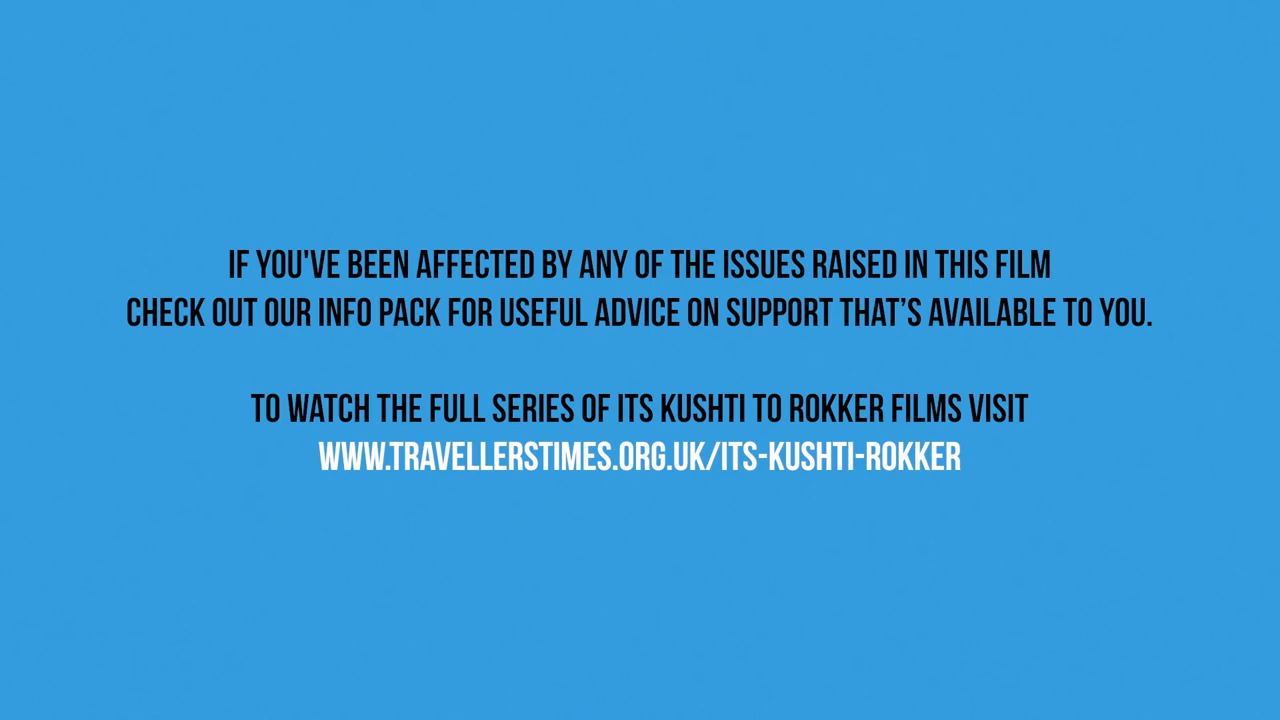 IF YOU'VE BEEN AFFECTED BY ANY OF THE ISSUES RAISED IN THIS FILM
CHECK OUT OUR INFO PACK FOR USEFUL ADVICE ON SUPPORT THAT’S AVAILABLE TO YOU.
TO WATCH THE FULL SERIES OF ITS KUSHTI TO ROKKER FILMS VISIT
WWW.TRAVELLERSTIMES.ORG.UK/ITS-KUSHTI-ROKKER